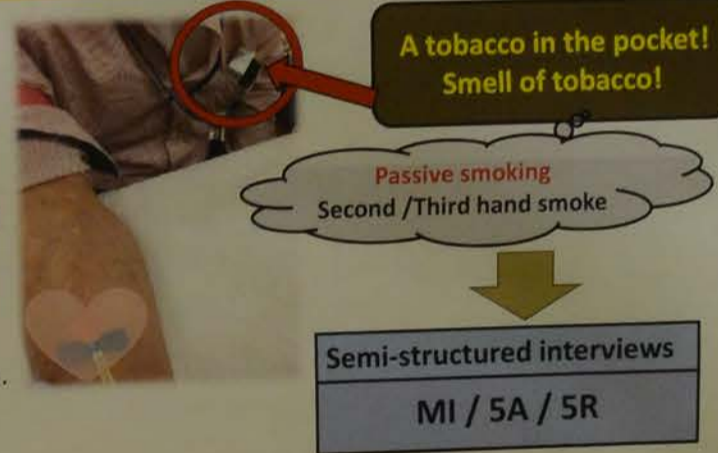 A tobacco in the pocket!
Smell of tobacco!
Passive smoking
Second /Third hand smoke
Semi-structured interviews
MI / 5A / 5R